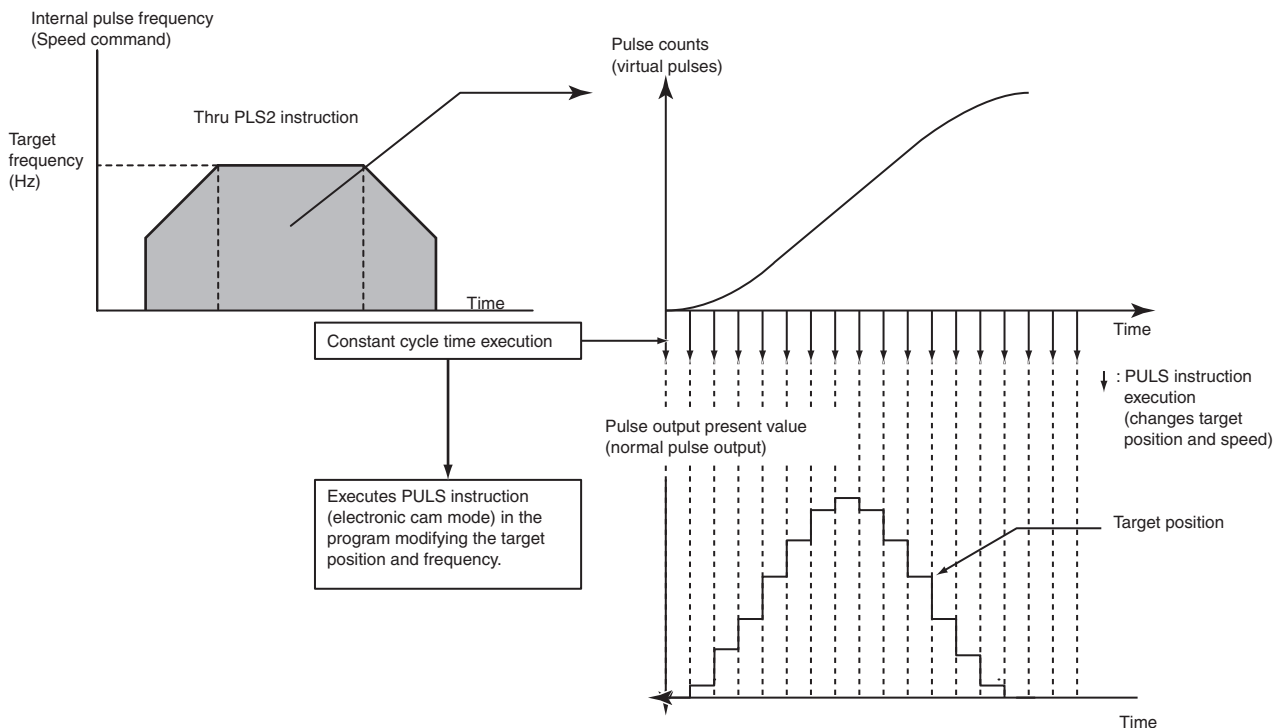 Internal pulse frequency
(Speed command)
Thru PLS2 instruction
Target
frequency
(Hz)
Time
Pulse counts
(virtual pulses)
Time
Constant cycle time execution
: PULS instruction
execution
(changes target
position and speed)
Pulse output present value
(normal pulse output)
Executes PULS instruction
(electronic cam mode) in the
program modifying the target
position and frequency.
Target position
Time